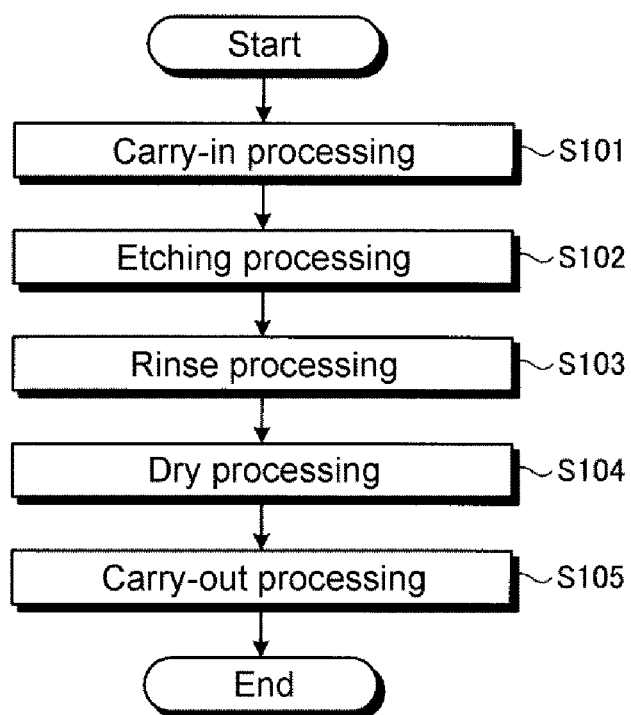 Start
Carry-in processing
S101
Etching processing
S102
Rinse processing
S103
Dry processing
S104
Carry-out processing
S105
End